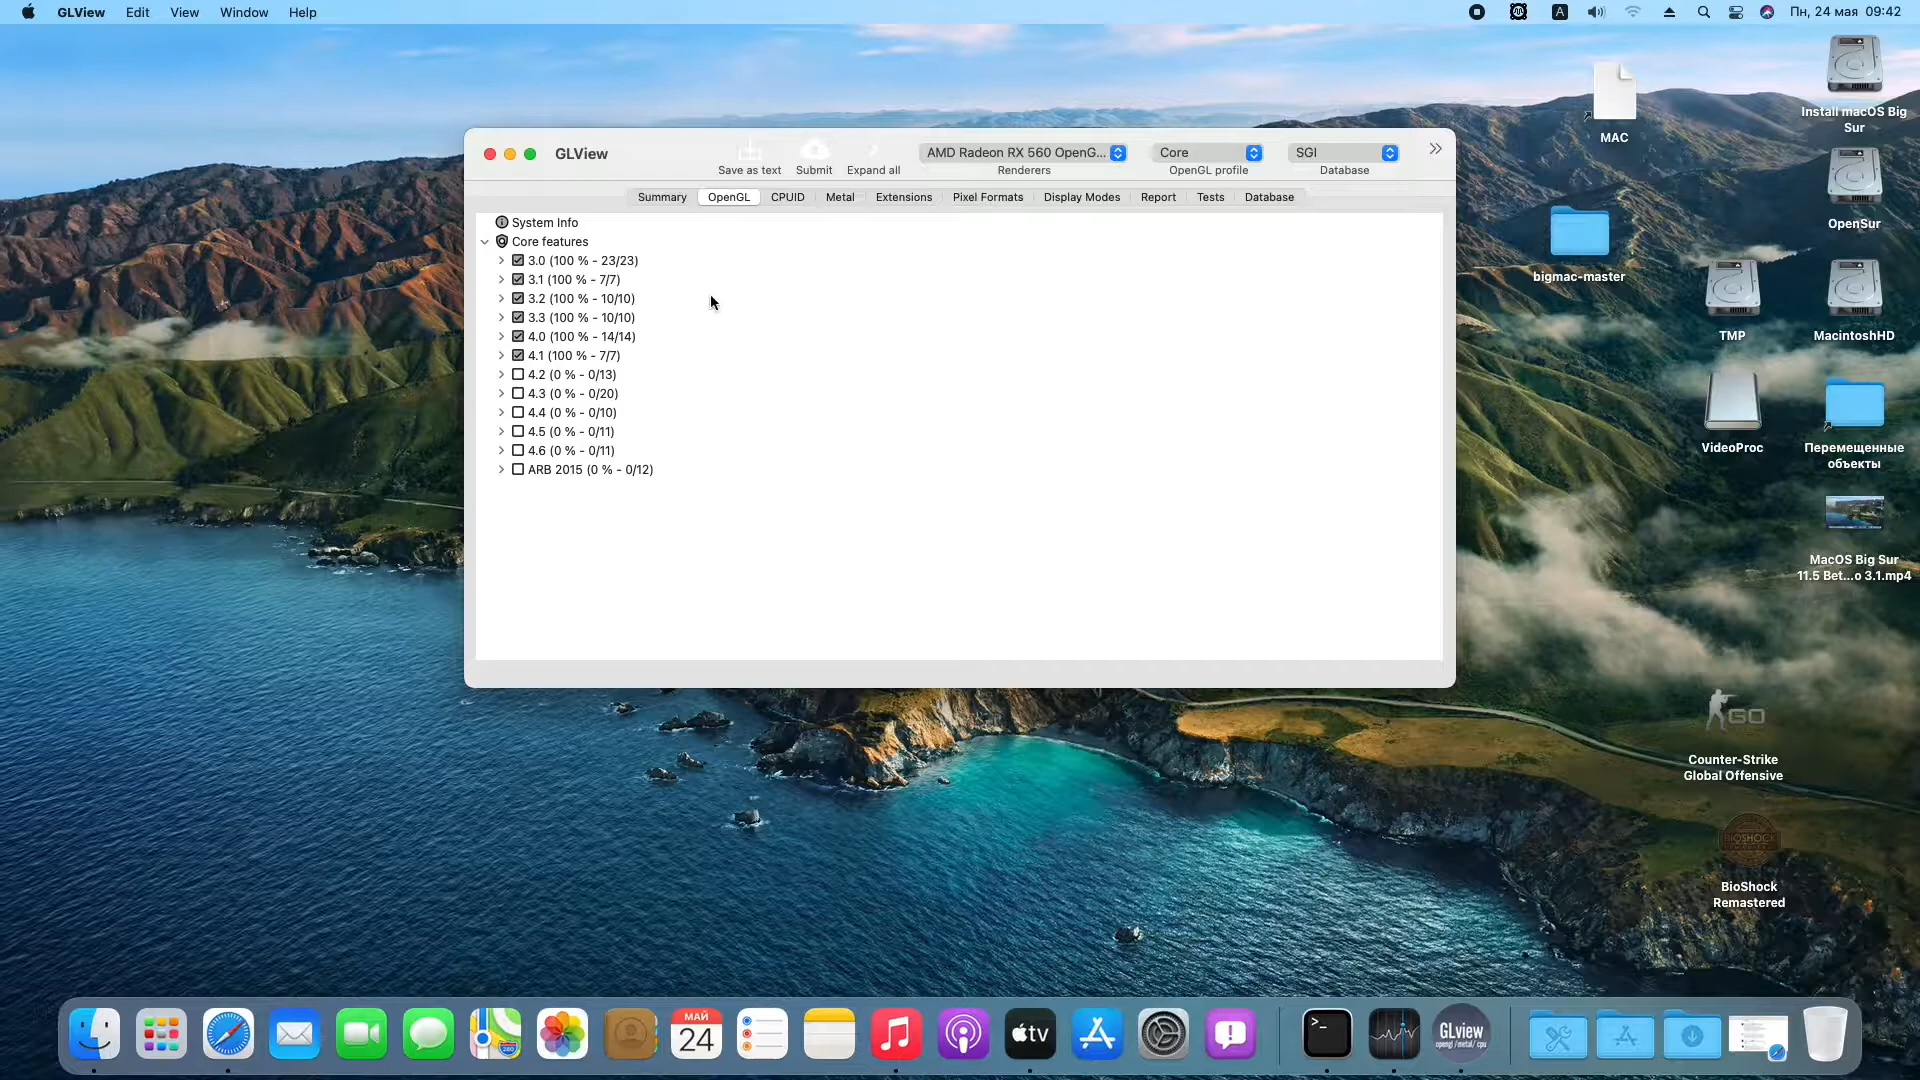 GLView Edit View Window Help
A
Пн, 24 мая 09:42
GLView
Save as text
Submit
Expand all
AMD Radeon RX 560 OpenG...
Renderers
Core
OpenGL profile
SGI
Database
Summary OpenGL CPUID Metal Extensions Pixel Formats Display Modes Report Tests Database
System Info
Core features
3.0 (100 % - 23/23)
3.1 (100 % - 7/7)
3.2 (100 % - 10/10)
3.3 (100 % - 10/10)
4.0 (100 % - 14/14)
4.1 (100 % - 7/7)
4.2 (0 % - 0/13)
4.3 (0 % - 0/20)
4.4 (0 % - 0/10)
4.5 (0 % - 0/11)
4.6 (0 % - 0/11)
ARB 2015 (0 % - 0/12)
MAC
Install macOS Big
Sur
bigmac-master
OpenSur
TMP
MacintoshHD
VideoProc
Перемещенные
объекты
MacOS Big Sur
11.5 Bet...o 3.1.mp4
GO
Counter-Strike
Global Offensive
BIOSHOCK
BioShock
Remastered
280
МАЙ
24
tv
>_
GLview
opengl /metal/ cpu